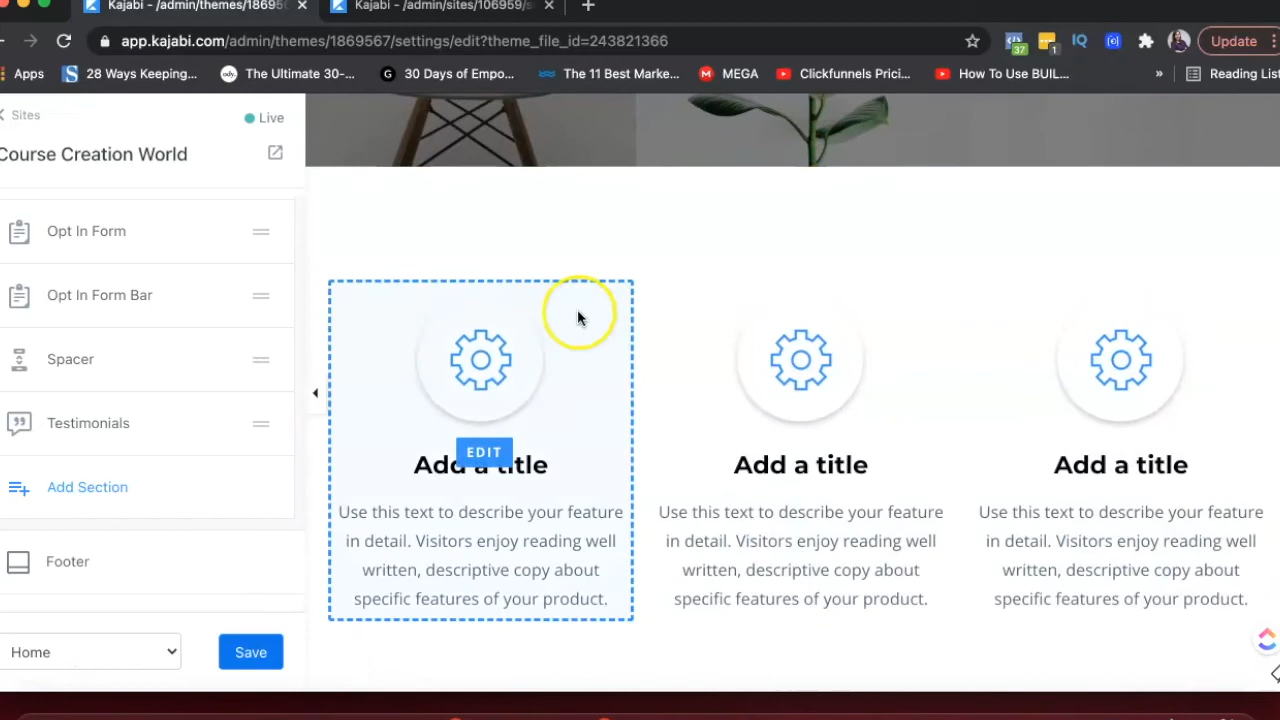 Kajabi - /admin/themes/18695
Kajabi - /admin/sites/106959/s
app.kajabi.com/admin/themes/1869567/settings/edit?theme_file_id=243821366
37
1
IQ
Update
Apps
28 Ways Keeping...
ody.
The Ultimate 30-...
G
30 Days of Empo...
The 11 Best Marke...
M
MEGA
Clickfunnels Prici...
How To Use BUIL...
»
Reading List
Sites
Live
Course Creation World
Opt In Form
Opt In Form Bar
Spacer
Testimonials
Add Section
Footer
Home
Save
EDIT
Add a title
Use this text to describe your feature
in detail. Visitors enjoy reading well
written, descriptive copy about
specific features of your product.
Add a title
Use this text to describe your feature
in detail. Visitors enjoy reading well
written, descriptive copy about
specific features of your product.
Add a title
Use this text to describe your feature
in detail. Visitors enjoy reading well
written, descriptive copy about
specific features of your product.